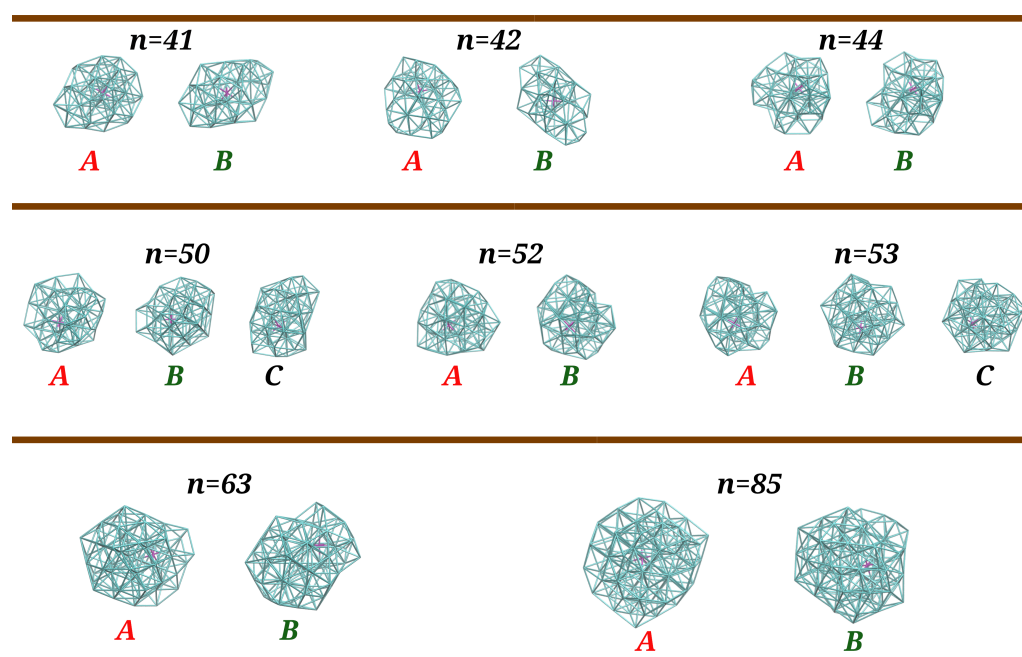 n=41 n=42 n=44
A B A B A B
n=50 n=52 n=53
A B C A B A B C
n=63 n=85
A B A B